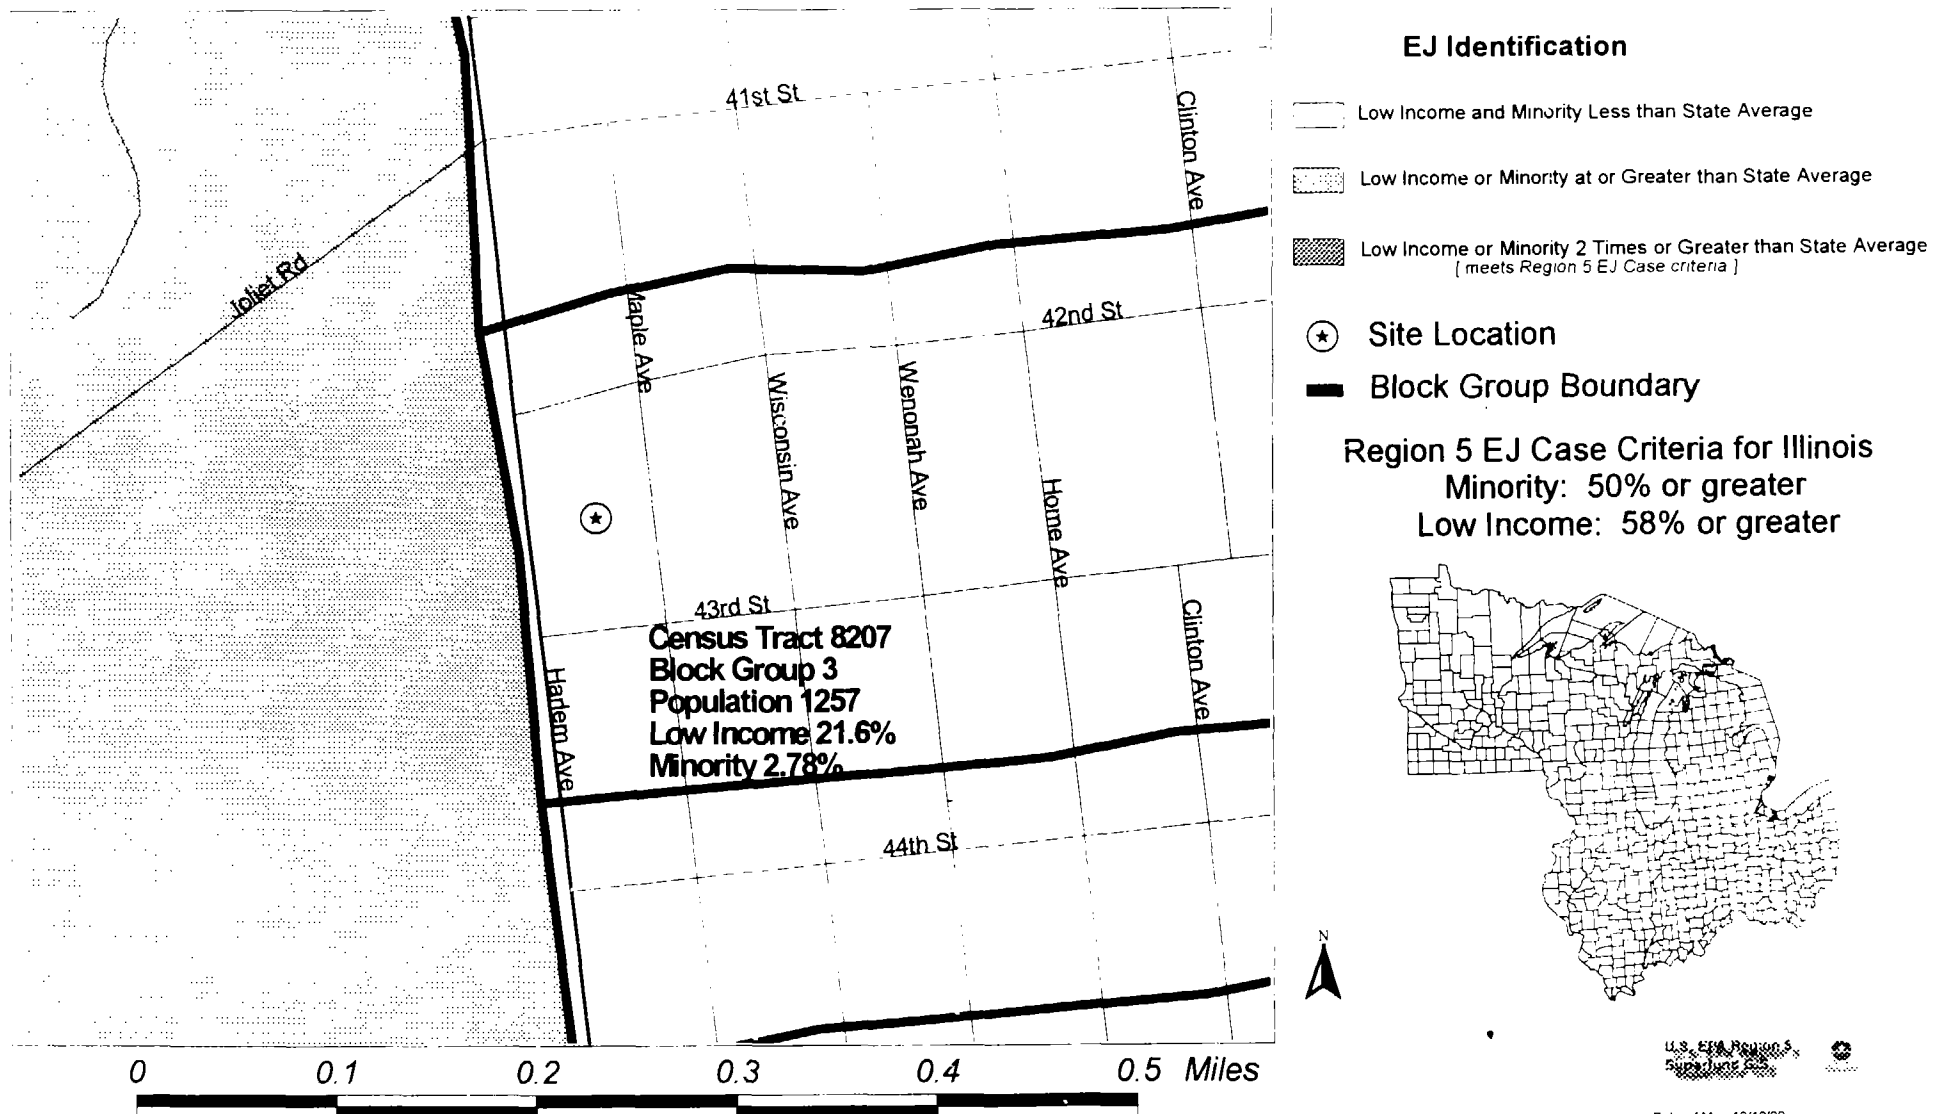 41st St
Clinton Ave
Joliet Rd
Maple Ave
42nd St
Wisconsin Ave
Wenonah Ave
Home Ave
43rd St
Census Tract 8207
Block Group 3
Population 1257
Low Income 21.6%
Minority 2.78%
Harlem Ave
Clinton Ave
44th St
0 0.1 0.2 0.3 0.4 0.5 Miles
EJ Identification
Low Income and Minority Less than State Average
Low Income or Minority at or Greater than State Average
Low Income or Minority 2 Times or Greater than State Average
[ meets Region 5 EJ Case criteria ]
Site Location
Block Group Boundary
Region 5 EJ Case Criteria for Illinois
Minority: 50% or greater
Low Income: 58% or greater
N
U.S. EPA Region 5
Superfund GIS